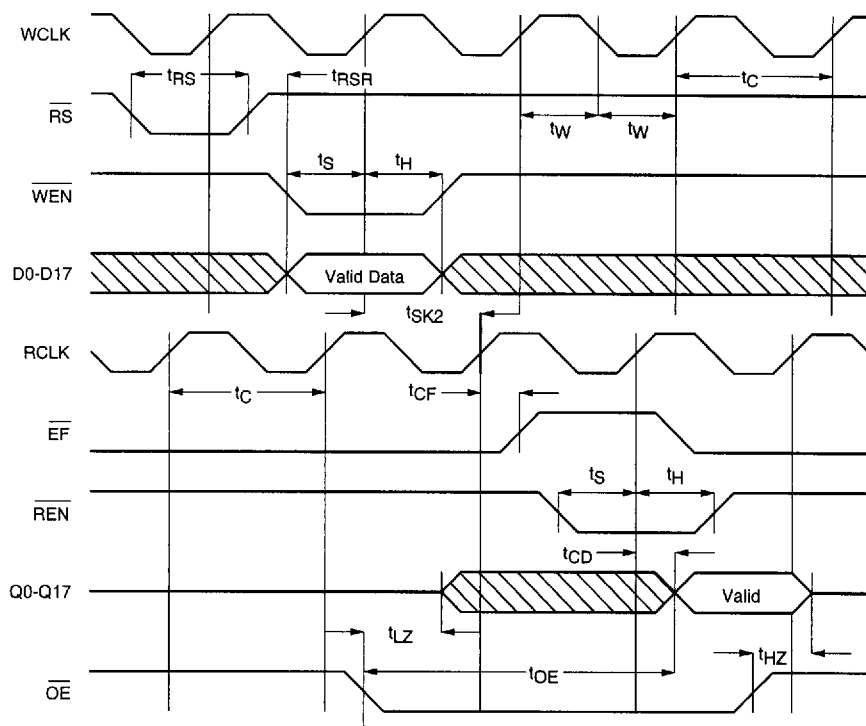 WCLK
tRS
tRSR
tC
RS
tW
tW
tS
tH
WEN
D0-D17
Valid Data
tSK2
RCLK
tC
tCF
EF
tS
tH
REN
tCD
Q0-Q17
Valid
tLZ
tOE
tHZ
OE